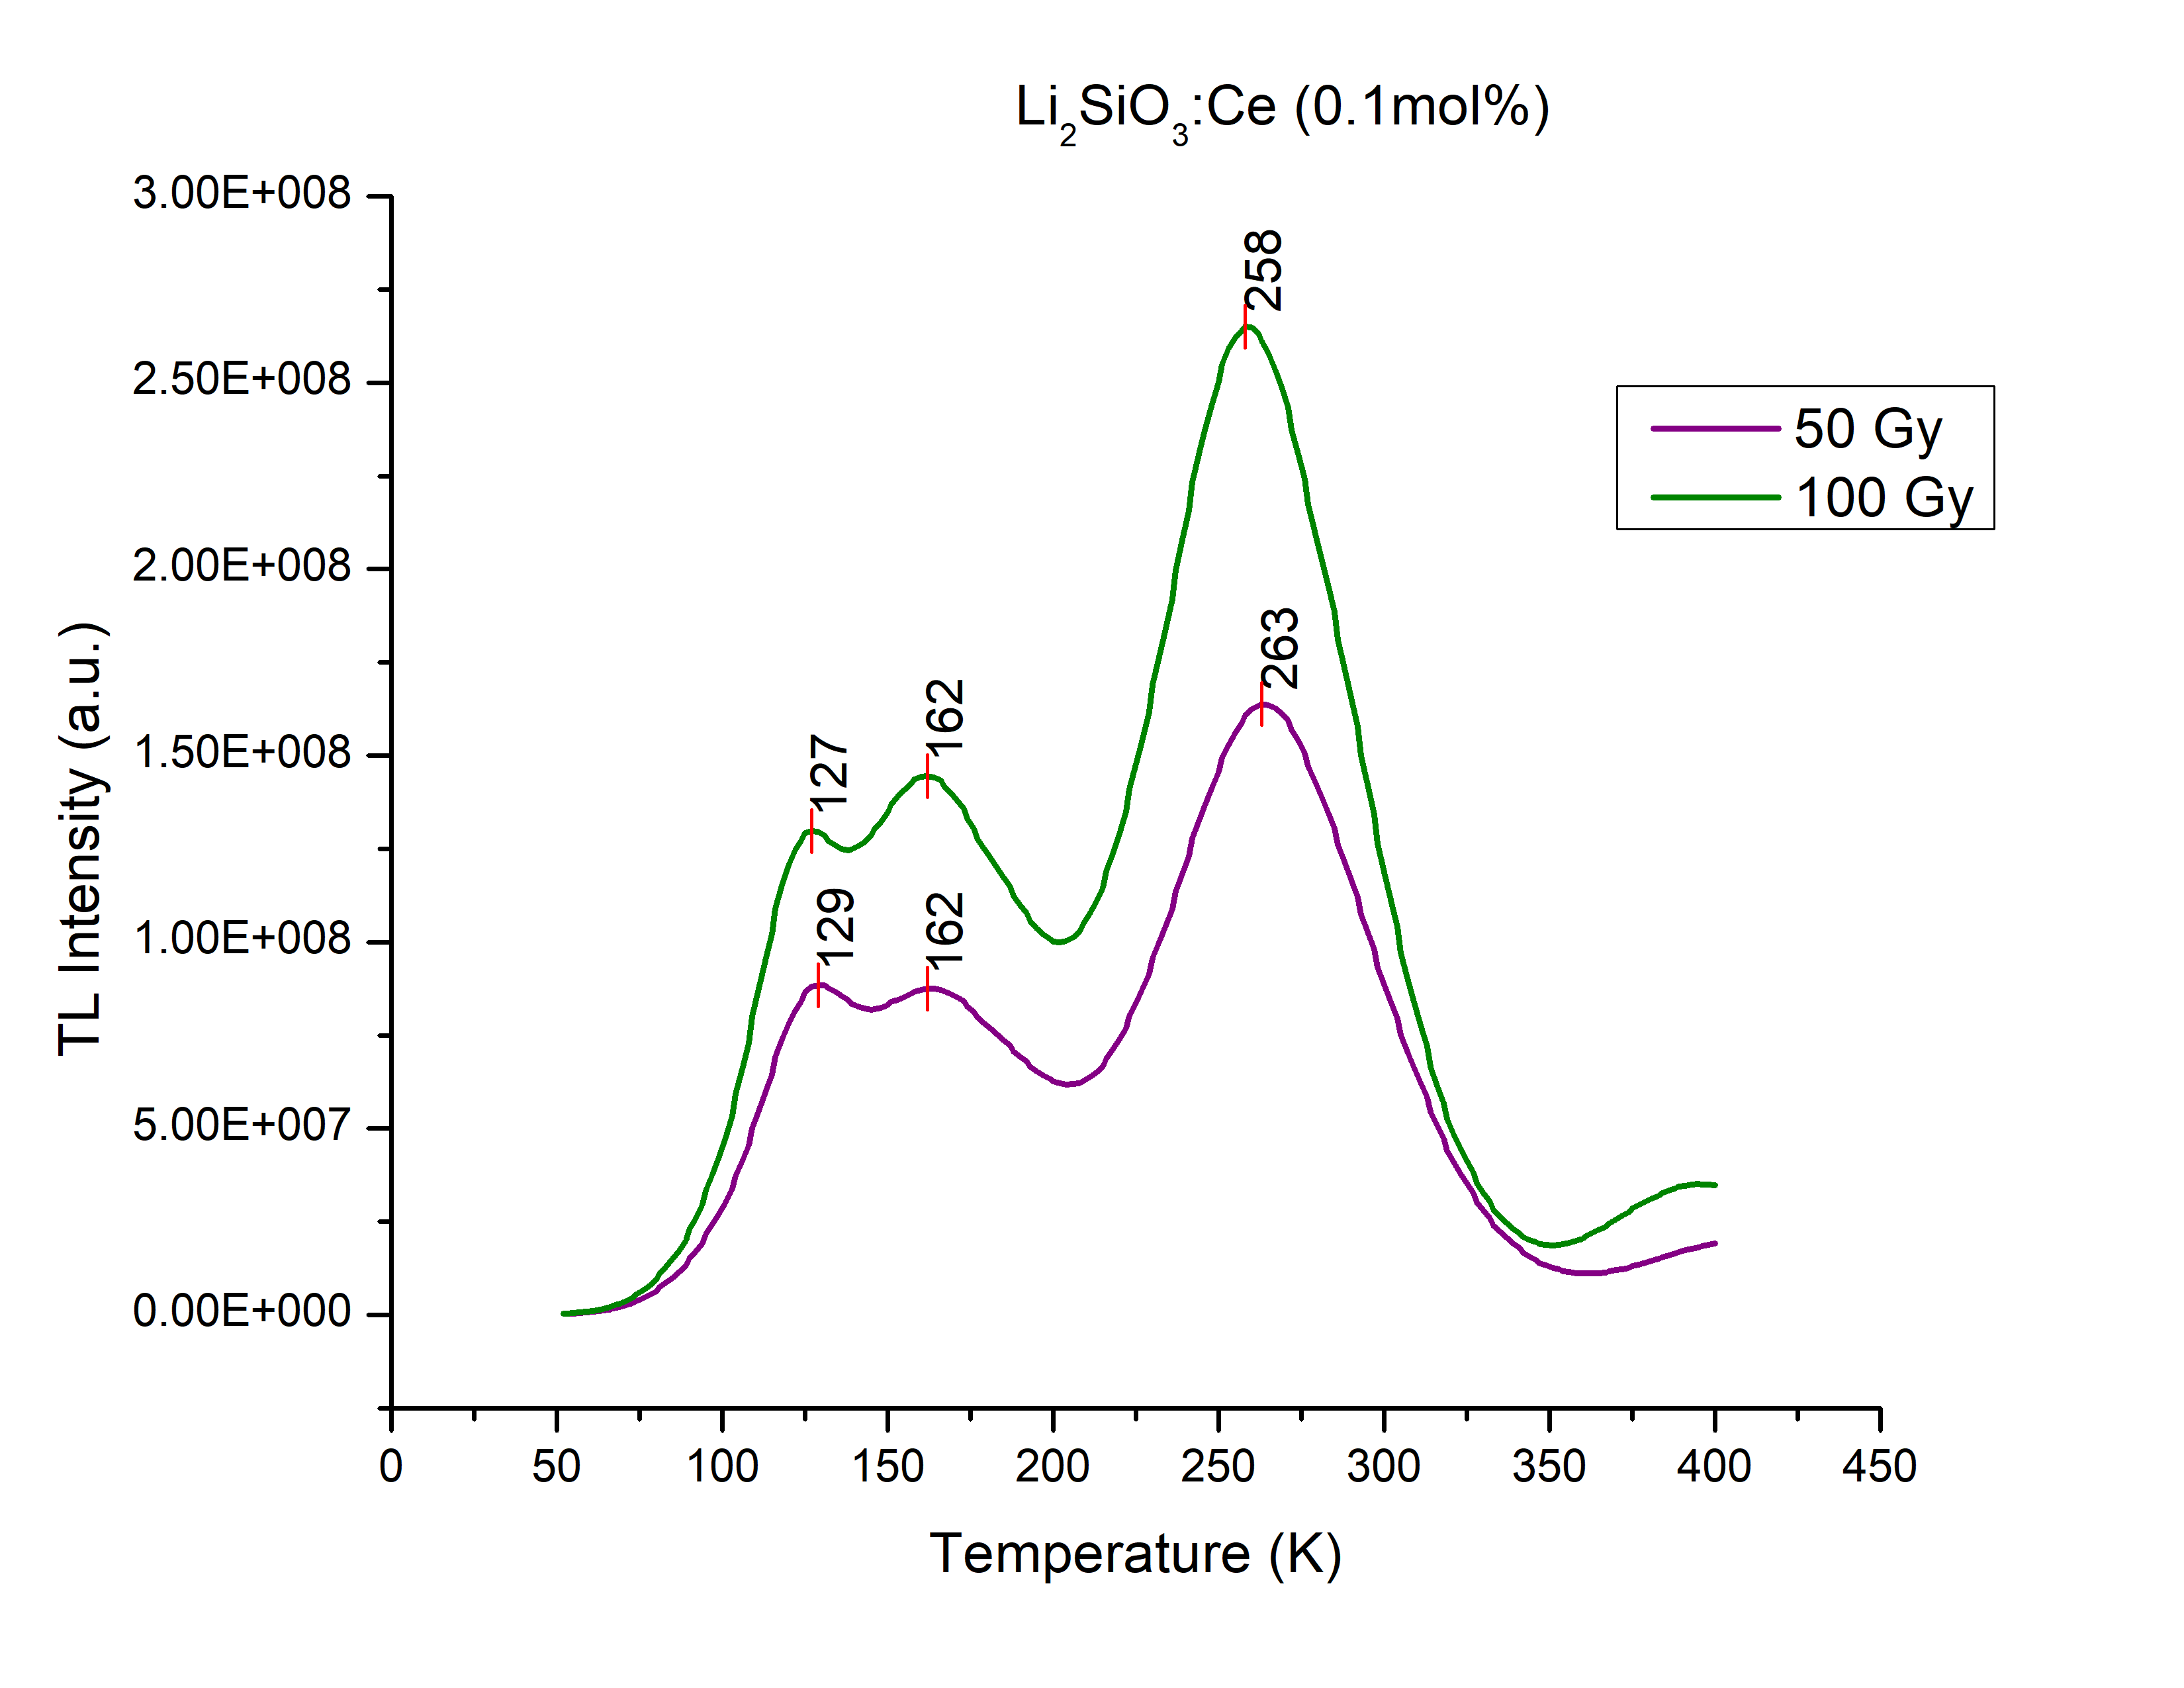 Li₂SiO₃:Ce (0.1mol%)
3.00E+008
2.50E+008
2.00E+008
1.50E+008
1.00E+008
5.00E+007
0.00E+000
TL Intensity (a.u.)
258
263
127
162
129
162
50 Gy
100 Gy
0 50 100 150 200 250 300 350 400 450
Temperature (K)